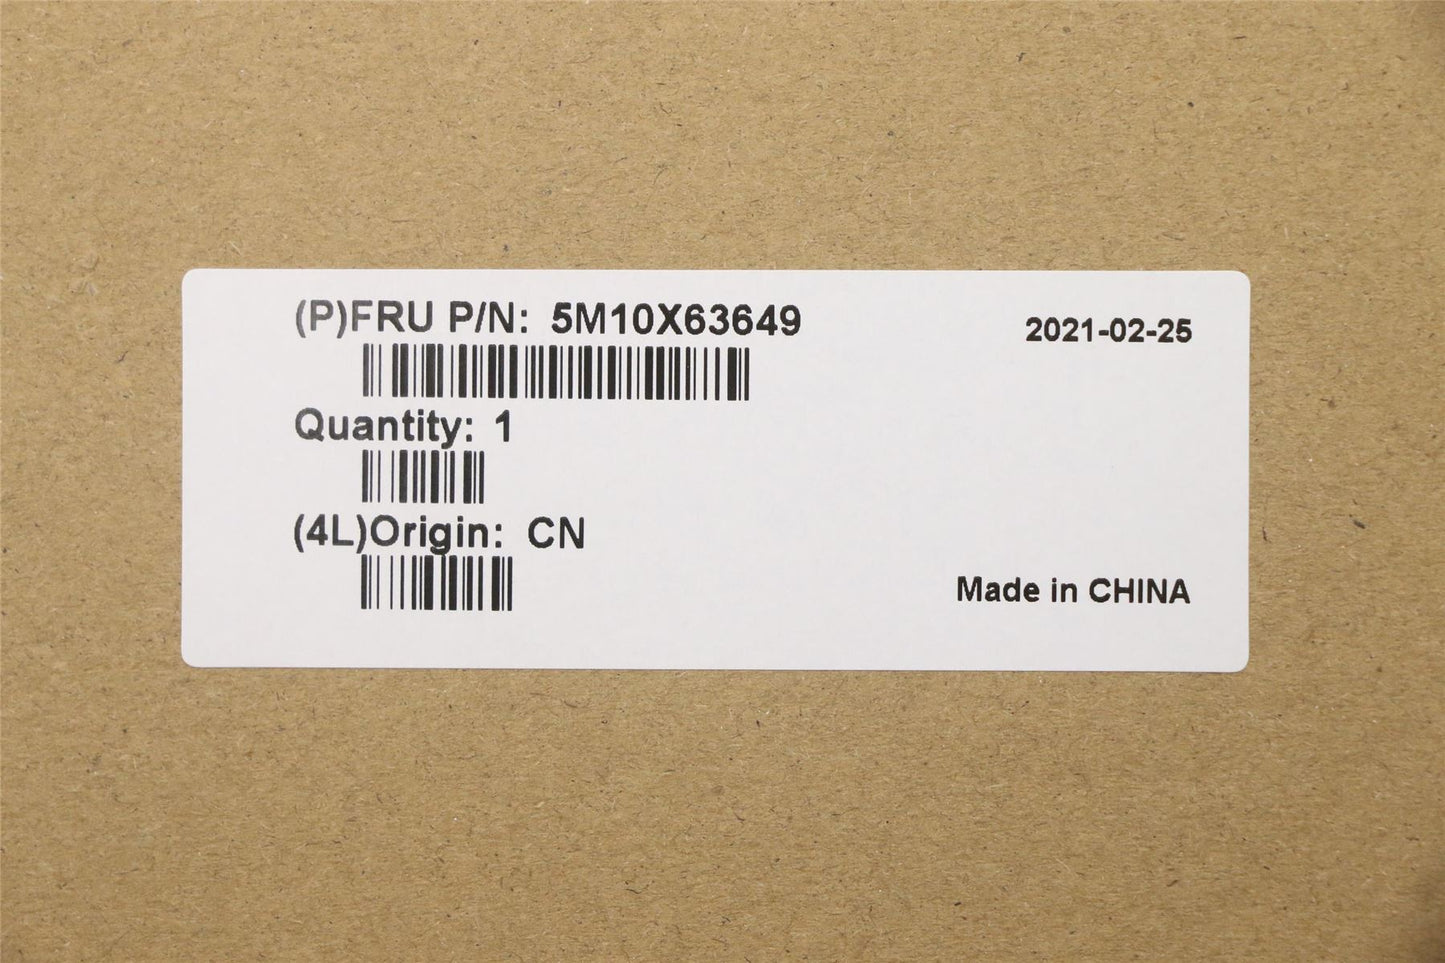 (P)FRU P/N: 5M10X63649
2021-02-25
Quantity: 1
(4L)Origin: CN
Made in CHINA